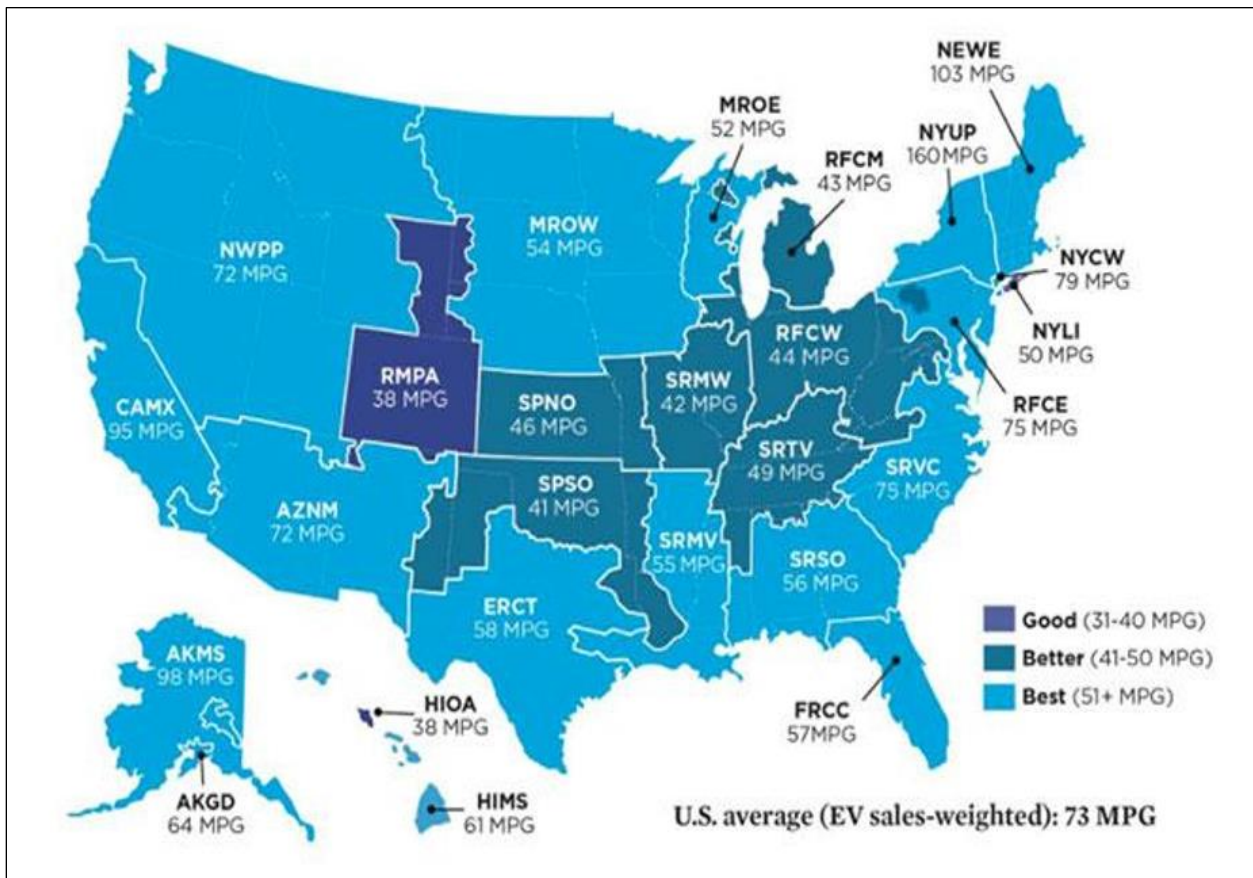 NEWE
103 MPG
MROE
52 MPG
NYUP
160 MPG
RFCM
43 MPG
MROW
54 MPG
NWPP
72 MPG
NYCW
79 MPG
NYLI
50 MPG
RFCW
44 MPG
RMPA
38 MPG
SRMW
42 MPG
CAMX
95 MPG
SPNO
46 MPG
RFCE
75 MPG
SRTV
49 MPG
SRVC
75 MPG
SPSO
41 MPG
AZNM
72 MPG
SRMV
55 MPG
SRSO
56 MPG
ERCT
58 MPG
Good (31-40 MPG)
Better (41-50 MPG)
Best (51+ MPG)
AKMS
98 MPG
HIOA
38 MPG
FRCC
57MPG
AKGD
64 MPG
HIMS
61 MPG
U.S. average (EV sales-weighted): 73 MPG